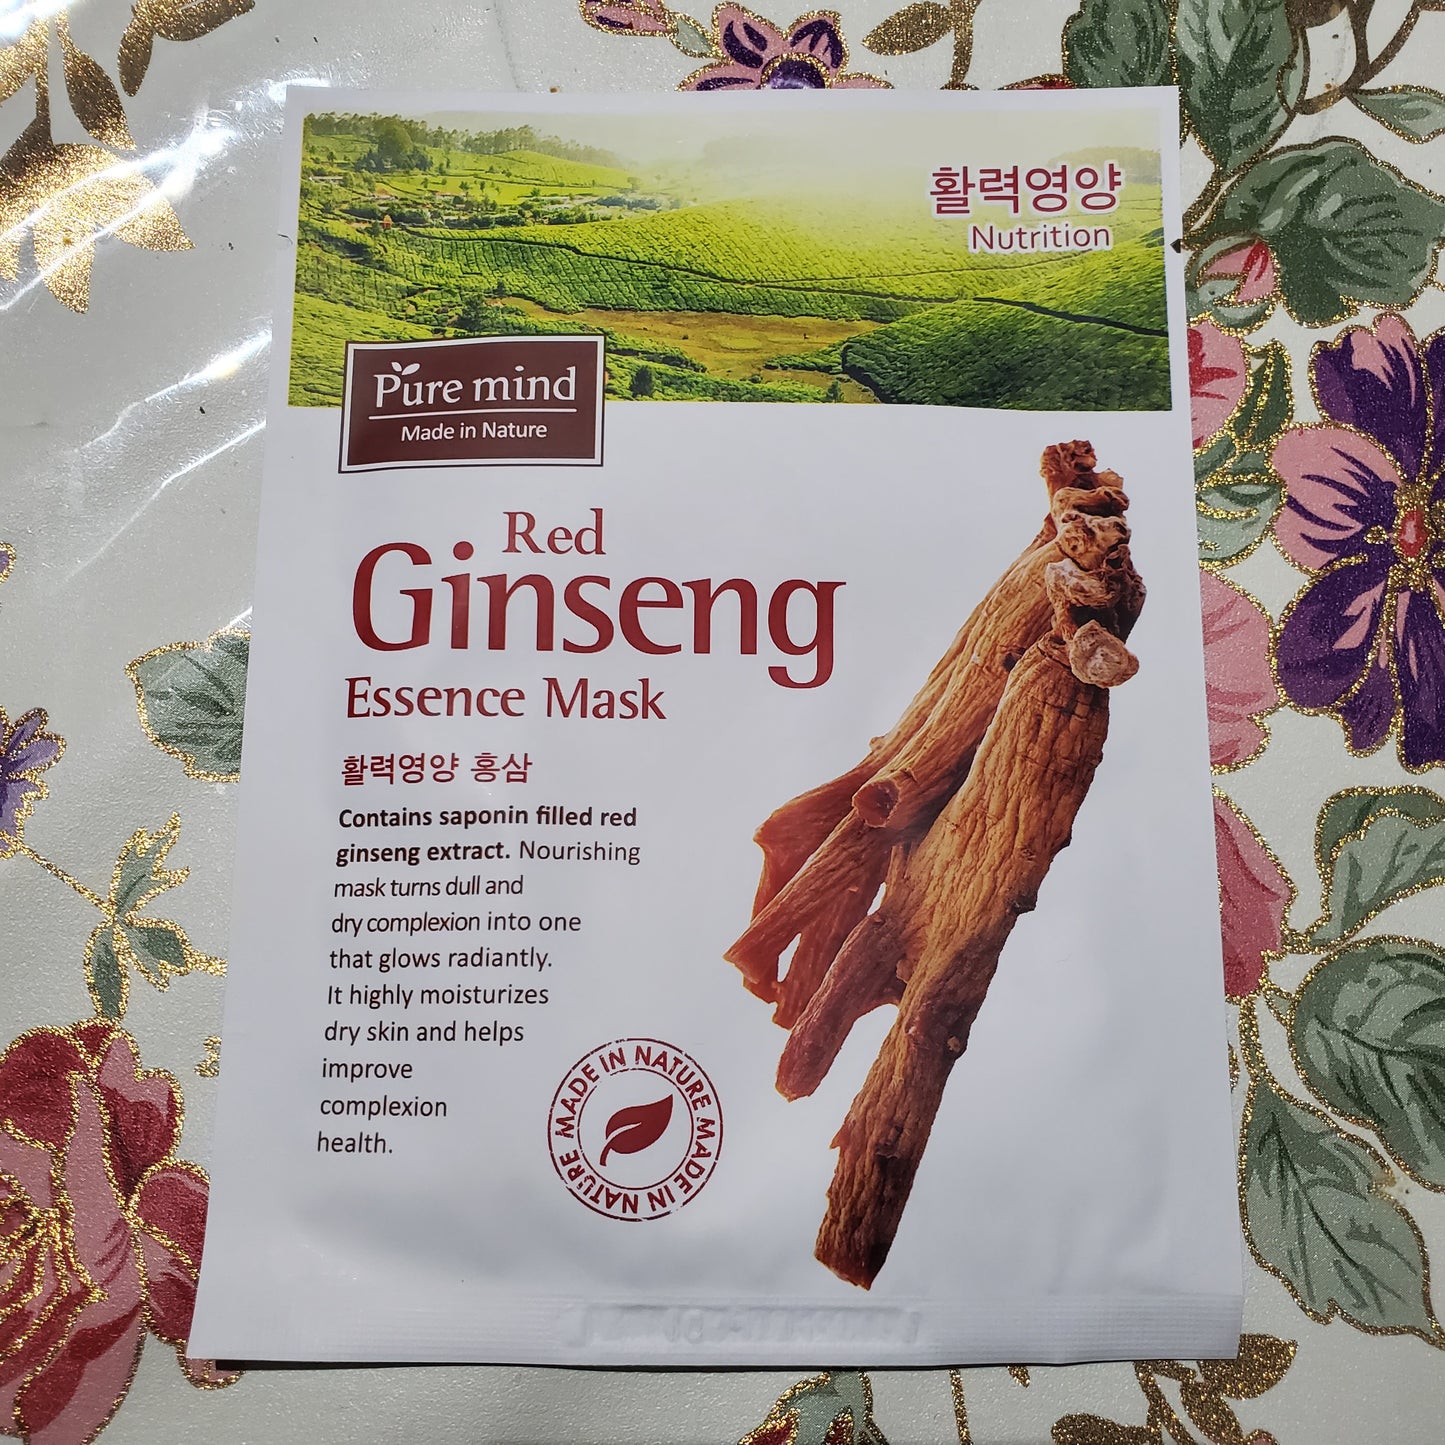 활력영양
Nutrition
Pure mind
Made in Nature
Red
Ginseng
Essence Mask
활력영양 홍삼
Contains saponin filled red
ginseng extract. Nourishing
mask turns dull and
dry complexion into one
that glows radiantly.
It highly moisturizes
dry skin and helps
improve
complexion
health.
MADE IN NATURE MADE IN NATURE